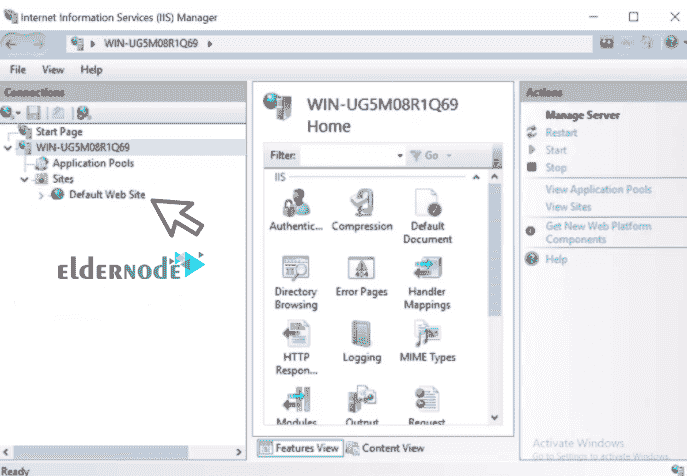 Internet Information Services (IIS) Manager
WIN-UG5M08R1Q69
File View Help
Connections
Start Page
WIN-UG5M08R1Q69
Application Pools
Sites
Default Web Site
ELDERNODE
WIN-UG5M08R1Q69
Home
Filter:
Go
IIS
Authentic...
Compression
Default
Document
Directory
Browsing
Error Pages
Handler
Mappings
HTTP
Respon...
Logging
MIME Types
Modules
Output
Request
Features View
Content View
Actions
Manage Server
Restart
Start
Stop
View Application Pools
View Sites
Get New Web Platform
Components
Help
Activate Windows
Go to Settings to activate Windows.
Ready